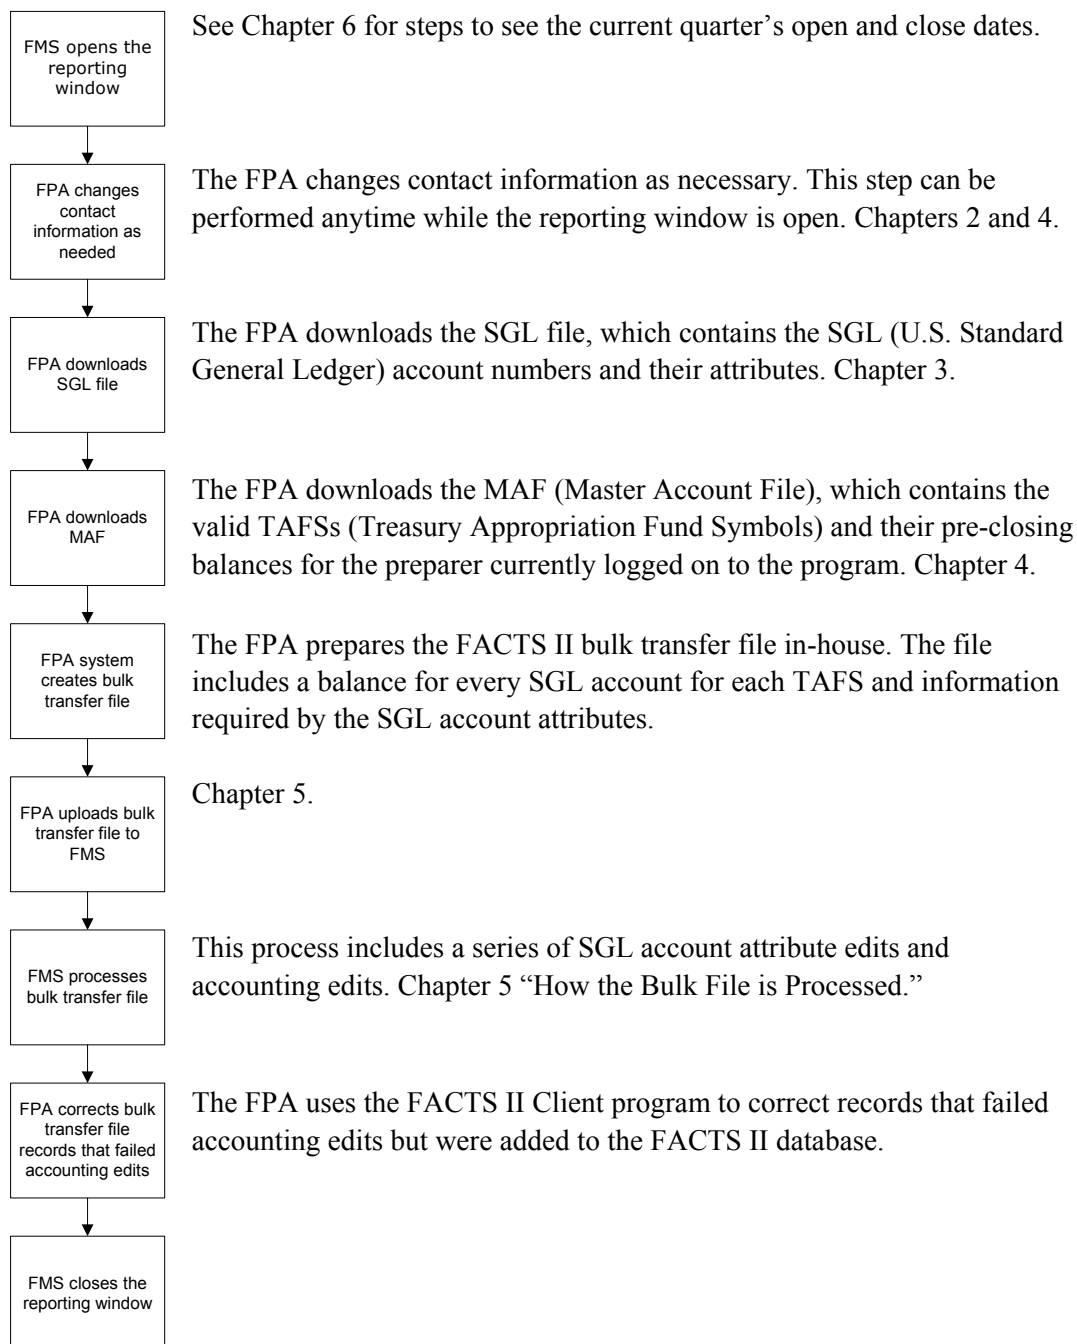 FMS opens the
reporting
window
See Chapter 6 for steps to see the current quarter’s open and close dates.
FPA changes
contact
information as
needed
The FPA changes contact information as necessary. This step can be
performed anytime while the reporting window is open. Chapters 2 and 4.
FPA downloads
SGL file
The FPA downloads the SGL file, which contains the SGL (U.S. Standard
General Ledger) account numbers and their attributes. Chapter 3.
FPA downloads
MAF
The FPA downloads the MAF (Master Account File), which contains the
valid TAFSs (Treasury Appropriation Fund Symbols) and their pre-closing
balances for the preparer currently logged on to the program. Chapter 4.
FPA system
creates bulk
transfer file
The FPA prepares the FACTS II bulk transfer file in-house. The file
includes a balance for every SGL account for each TAFS and information
required by the SGL account attributes.
FPA uploads bulk
transfer file to
FMS
Chapter 5.
FMS processes
bulk transfer file
This process includes a series of SGL account attribute edits and
accounting edits. Chapter 5 “How the Bulk File is Processed.”
FPA corrects bulk
transfer file
records that failed
accounting edits
The FPA uses the FACTS II Client program to correct records that failed
accounting edits but were added to the FACTS II database.
FMS closes the
reporting window